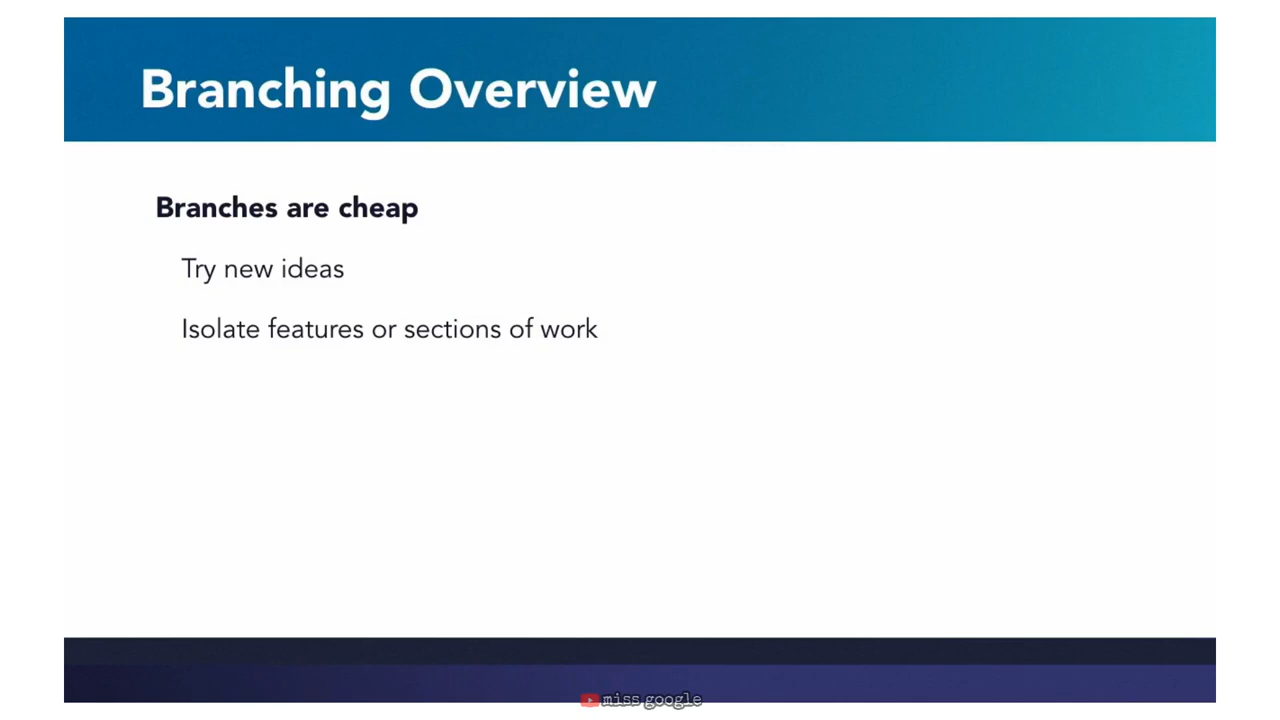 Branching Overview
Branches are cheap
Try new ideas
Isolate features or sections of work
miss google